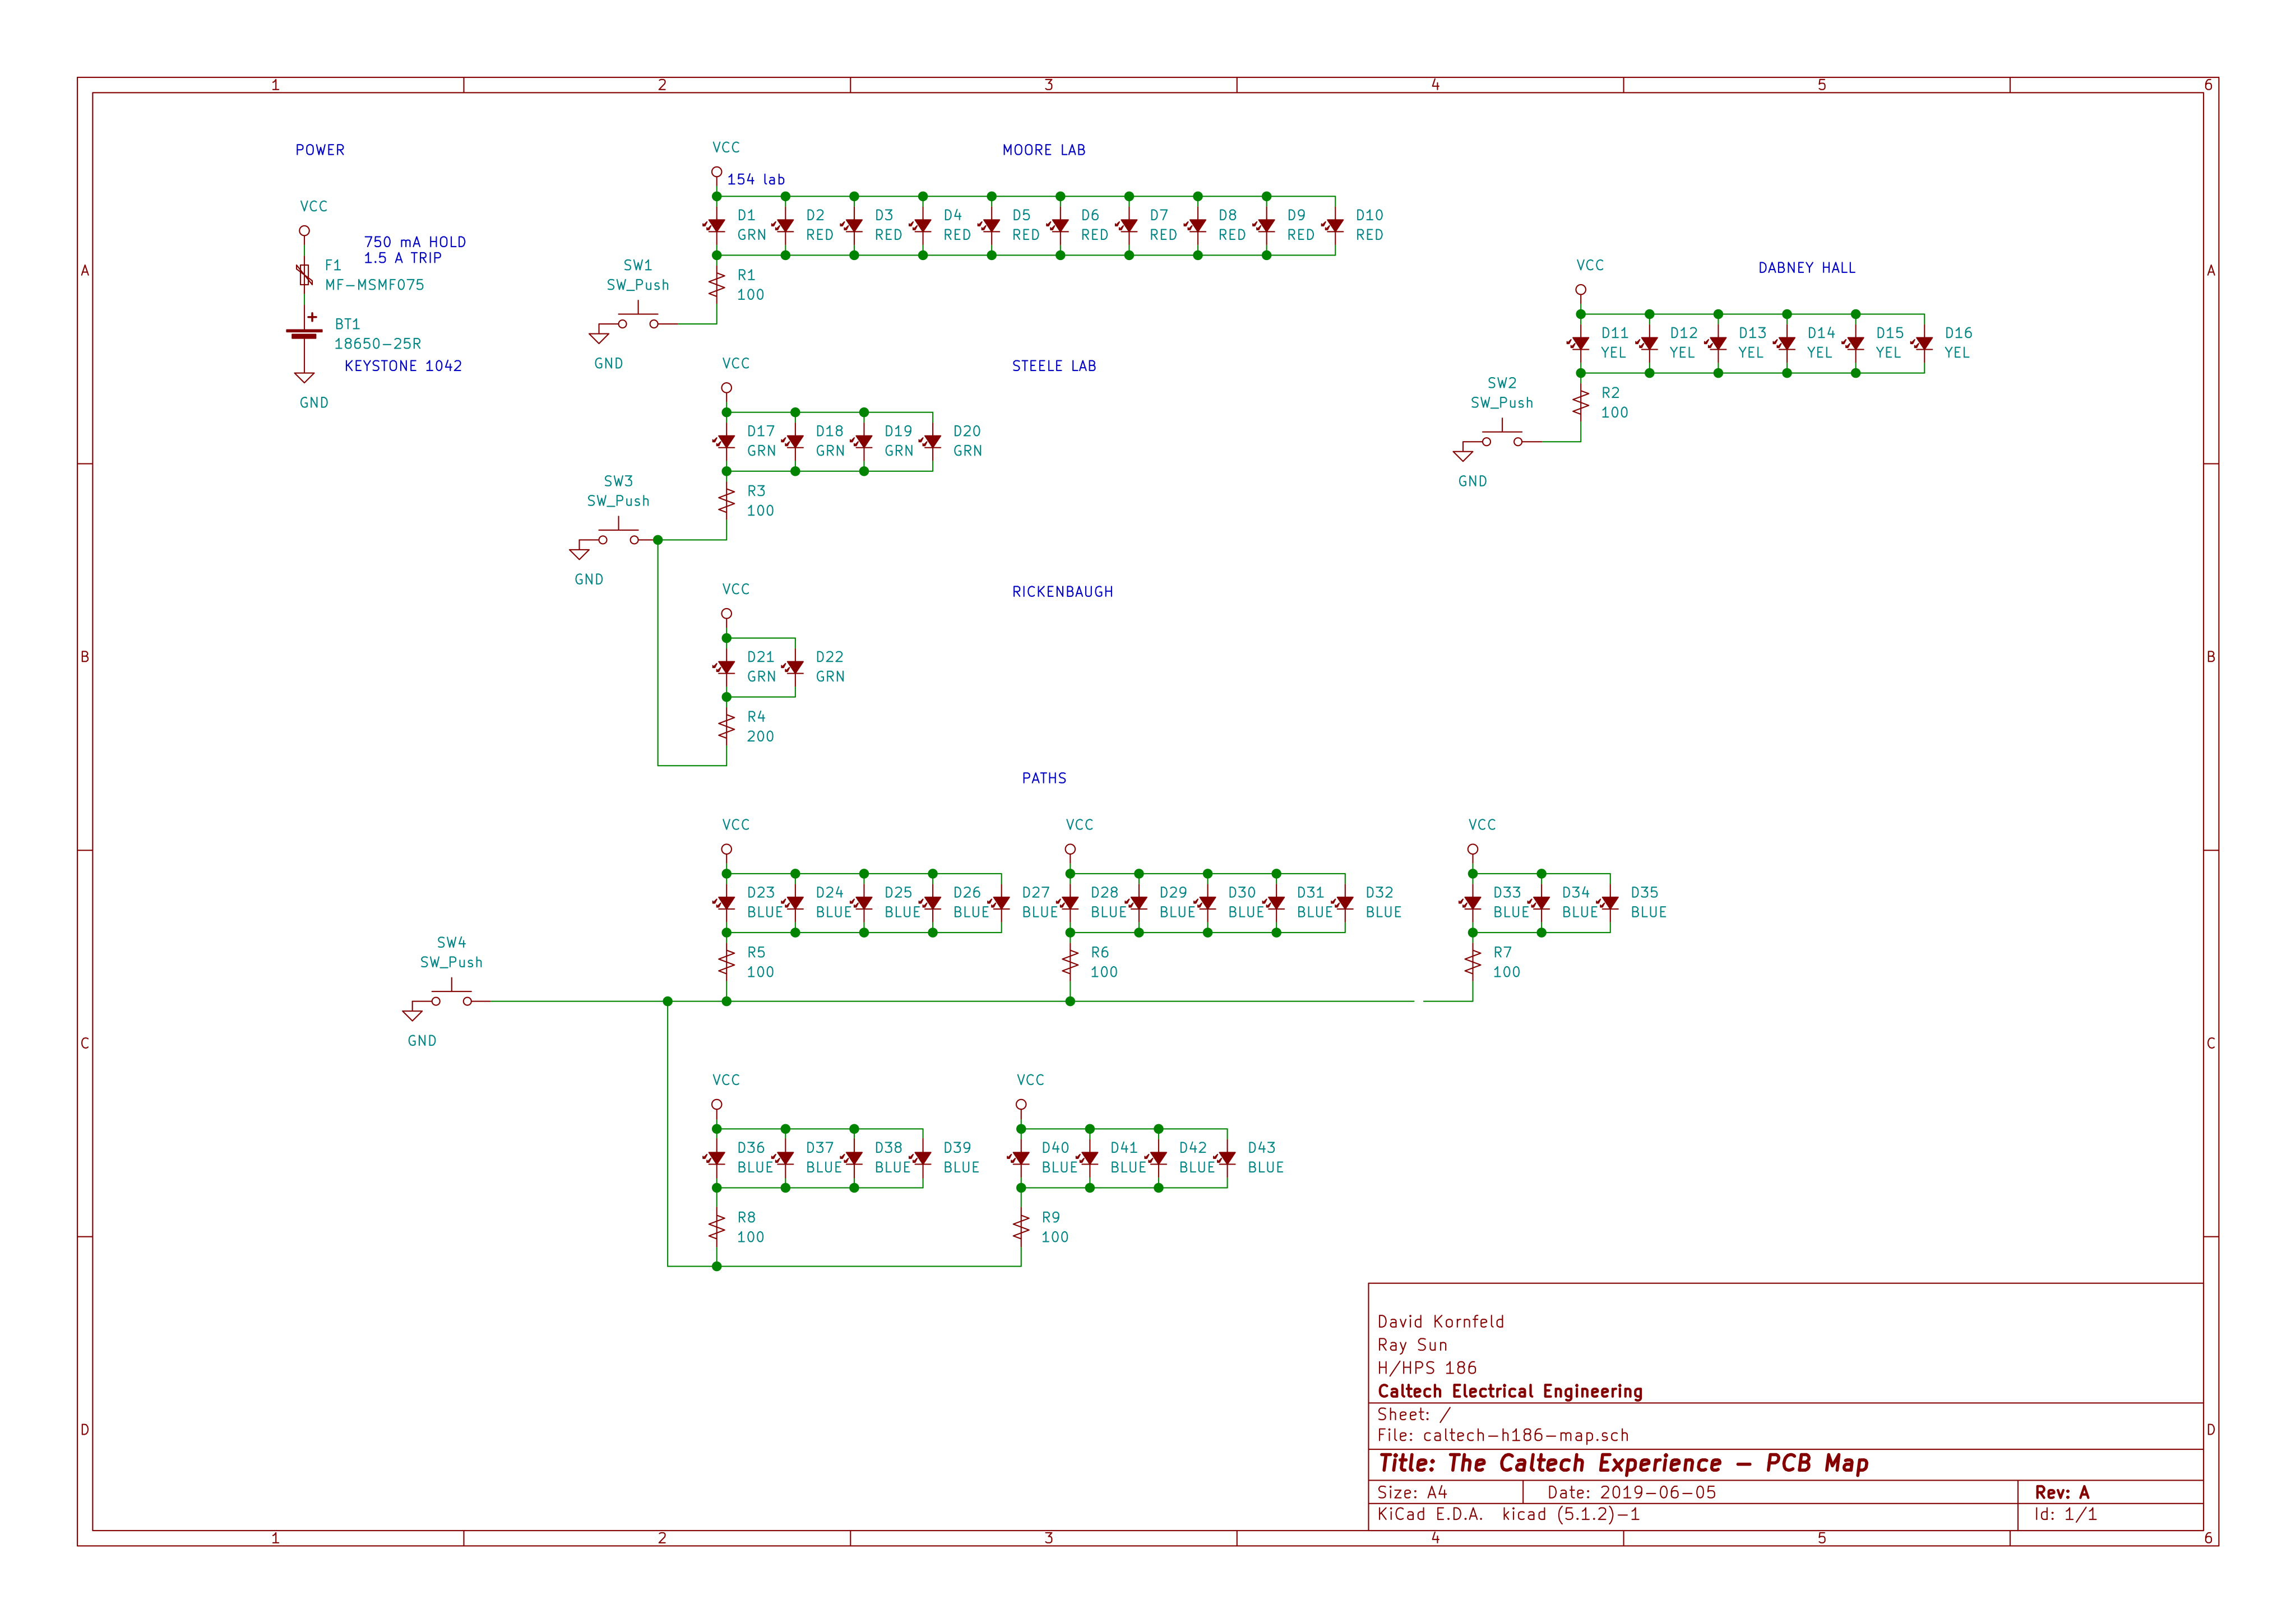 1 2 3 4 5 6
A
B
C
D
POWER
VCC
750 mA HOLD
1.5 A TRIP
F1
MF-MSMF075
+
BT1
18650-25R
KEYSTONE 1042
GND
VCC
MOORE LAB
154 lab
D1 D2 D3 D4 D5 D6 D7 D8 D9 D10
GRN RED RED RED RED RED RED RED RED RED
SW1
SW_Push
R1
100
GND
VCC
DABNEY HALL
D11 D12 D13 D14 D15 D16
YEL YEL YEL YEL YEL YEL
SW2
SW_Push
R2
100
GND
VCC
STEELE LAB
D17 D18 D19 D20
GRN GRN GRN GRN
SW3
SW_Push
R3
100
GND
VCC
RICKENBAUGH
D21 D22
GRN GRN
R4
200
PATHS
VCC VCC VCC
D23 D24 D25 D26 D27 D28 D29 D30 D31 D32 D33 D34 D35
BLUE BLUE BLUE BLUE BLUE BLUE BLUE BLUE BLUE BLUE BLUE BLUE BLUE
SW4
SW_Push
R5 R6 R7
100 100 100
GND
VCC VCC
D36 D37 D38 D39 D40 D41 D42 D43
BLUE BLUE BLUE BLUE BLUE BLUE BLUE BLUE
R8 R9
100 100
David Kornfeld
Ray Sun
H/HPS 186
Caltech Electrical Engineering
Sheet: /
File: caltech-h186-map.sch
Title: The Caltech Experience - PCB Map
Size: A4 Date: 2019-06-05 Rev: A
KiCad E.D.A. kicad (5.1.2)-1 Id: 1/1
A
B
C
D
1 2 3 4 5 6